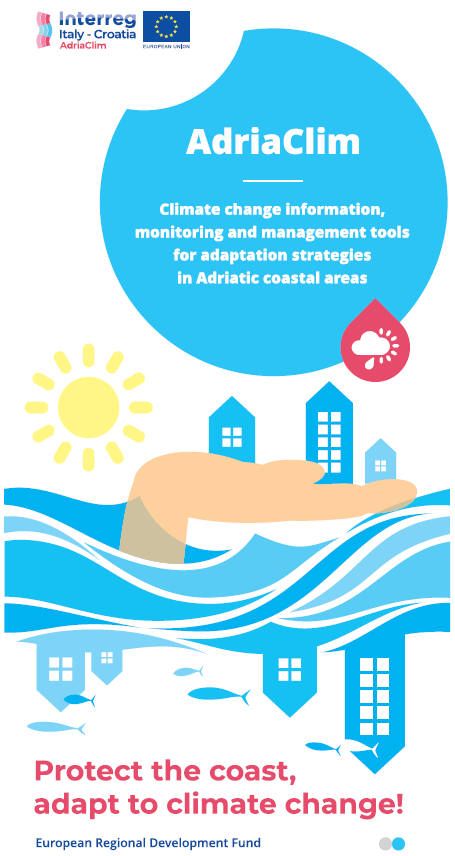 Interreg
Italy - Croatia
AdriaClim
EUROPEAN UNION
AdriaClim
Climate change information,
monitoring and management tools
for adaptation strategies
in Adriatic coastal areas
Protect the coast,
adapt to climate change!
European Regional Development Fund